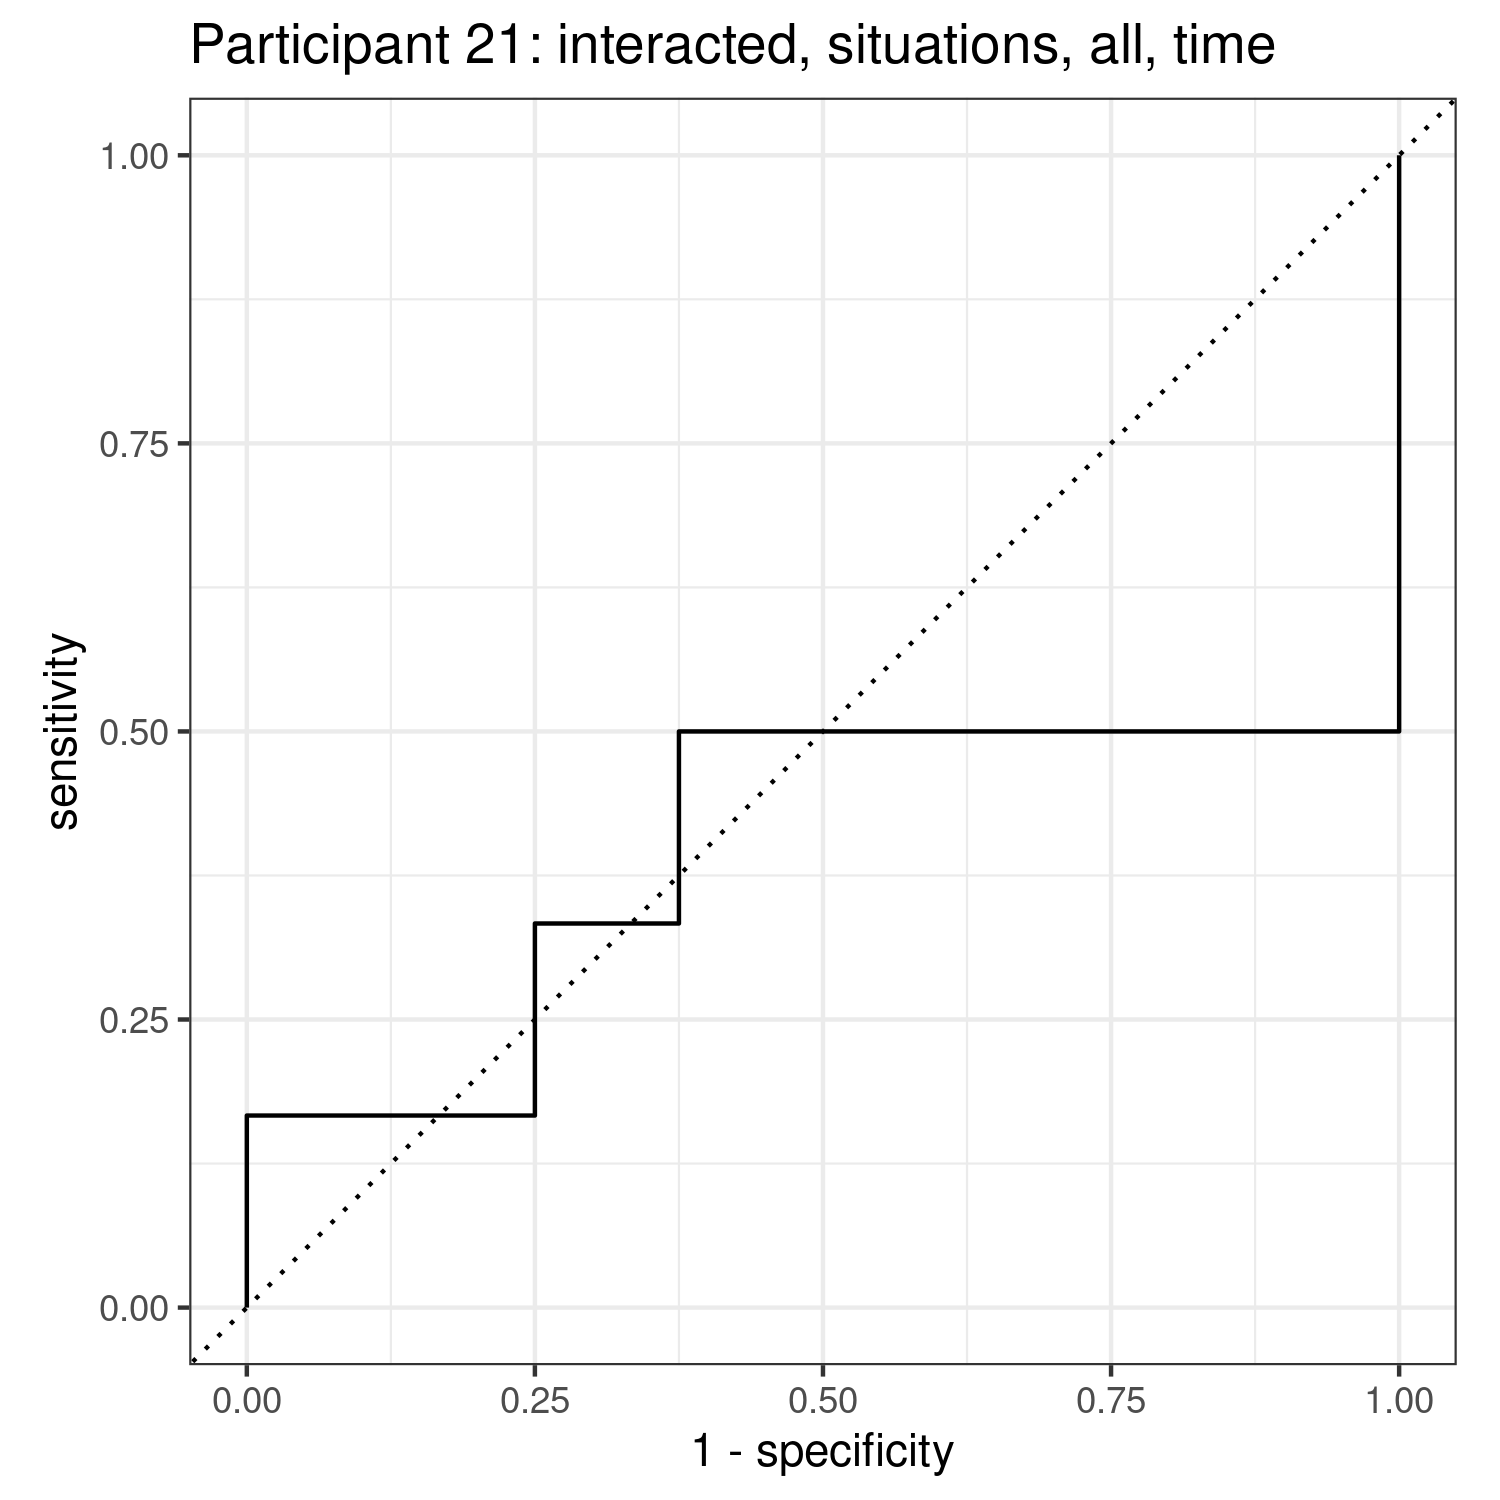 Participant 21: interacted, situations, all, time
1.00
0.75
0.50
0.25
0.00
sensitivity
0.00 0.25 0.50 0.75 1.00
1 - specificity